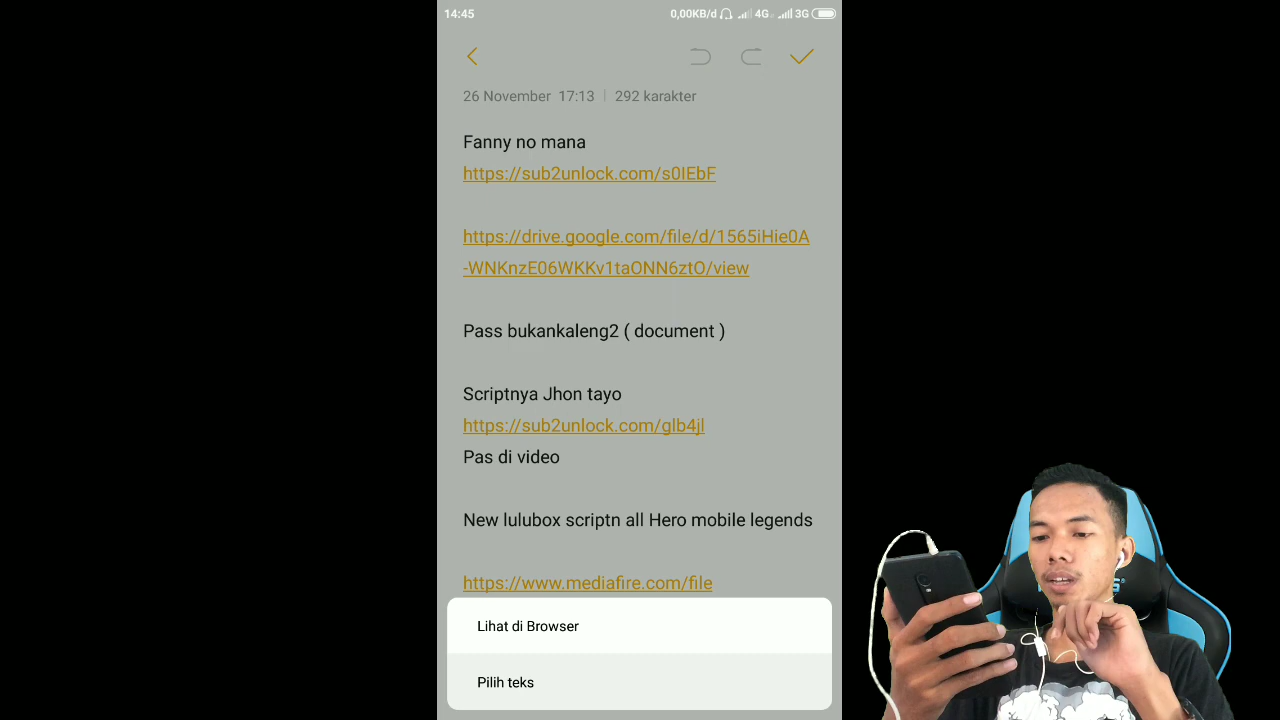 14:45
0,00KB/d 4G 3G
26 November 17:13 | 292 karakter
Fanny no mana
https://sub2unlock.com/s0IEbF
https://drive.google.com/file/d/1565iHie0A
-WNKnzE06WKKv1taONN6ztO/view
Pass bukankaleng2 ( document )
Scriptnya Jhon tayo
https://sub2unlock.com/glb4jl
Pas di video
New lulubox scriptn all Hero mobile legends
https://www.mediafire.com/file
Lihat di Browser
Pilih teks